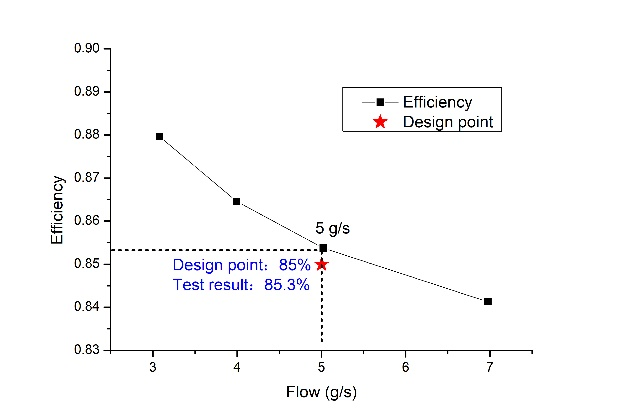 0.90
0.89
0.88
0.87
0.86
0.85
0.84
0.83
Efficiency
Efficiency
Design point
5 g/s
Design point：85%
Test result：85.3%
3 4 5 6 7
Flow (g/s)